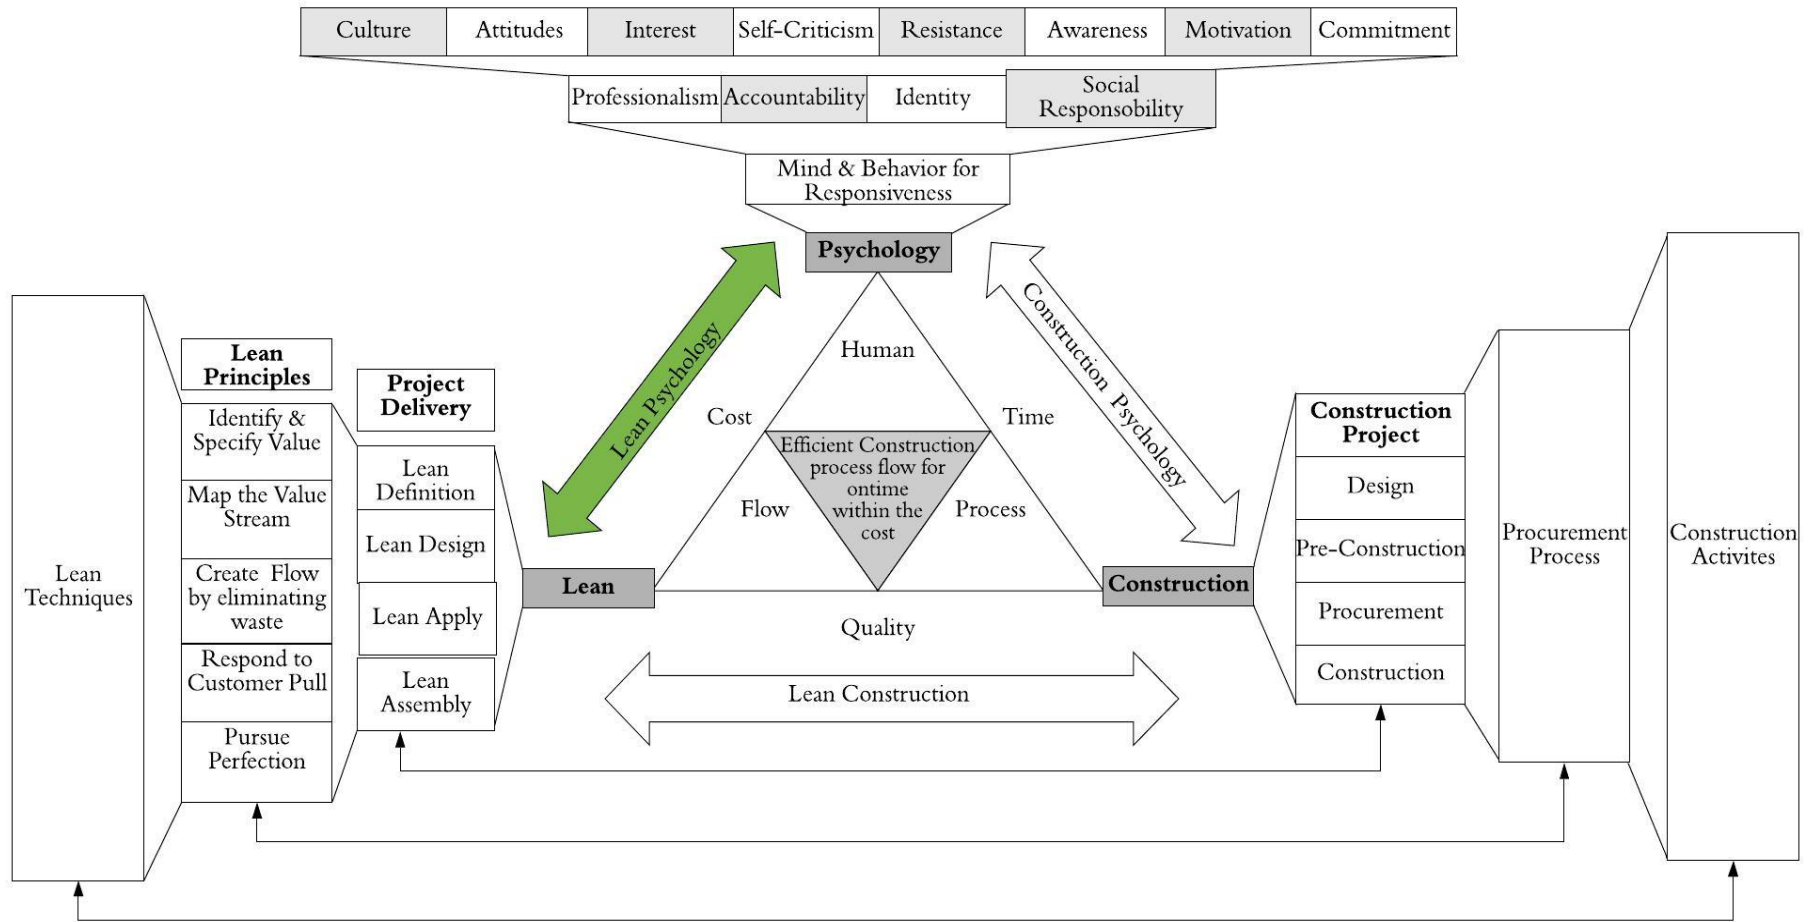 Culture
Attitudes
Interest
Self-Criticism
Resistance
Awareness
Motivation
Commitment
Professionalism
Accountability
Identity
Social
Responsobility
Mind & Behavior for
Responsiveness
Psychology
Lean Psychology
Construction Psychology
Human
Cost
Time
Efficient Construction
process flow for
ontime
within the
cost
Flow
Process
Lean
Construction
Quality
Lean Construction
Lean
Techniques
Lean
Principles
Identify &
Specify Value
Map the Value
Stream
Create Flow
by eliminating
waste
Respond to
Customer Pull
Pursue
Perfection
Project
Delivery
Lean
Definition
Lean Design
Lean Apply
Lean
Assembly
Construction
Project
Design
Pre-Construction
Procurement
Construction
Procurement
Process
Construction
Activites